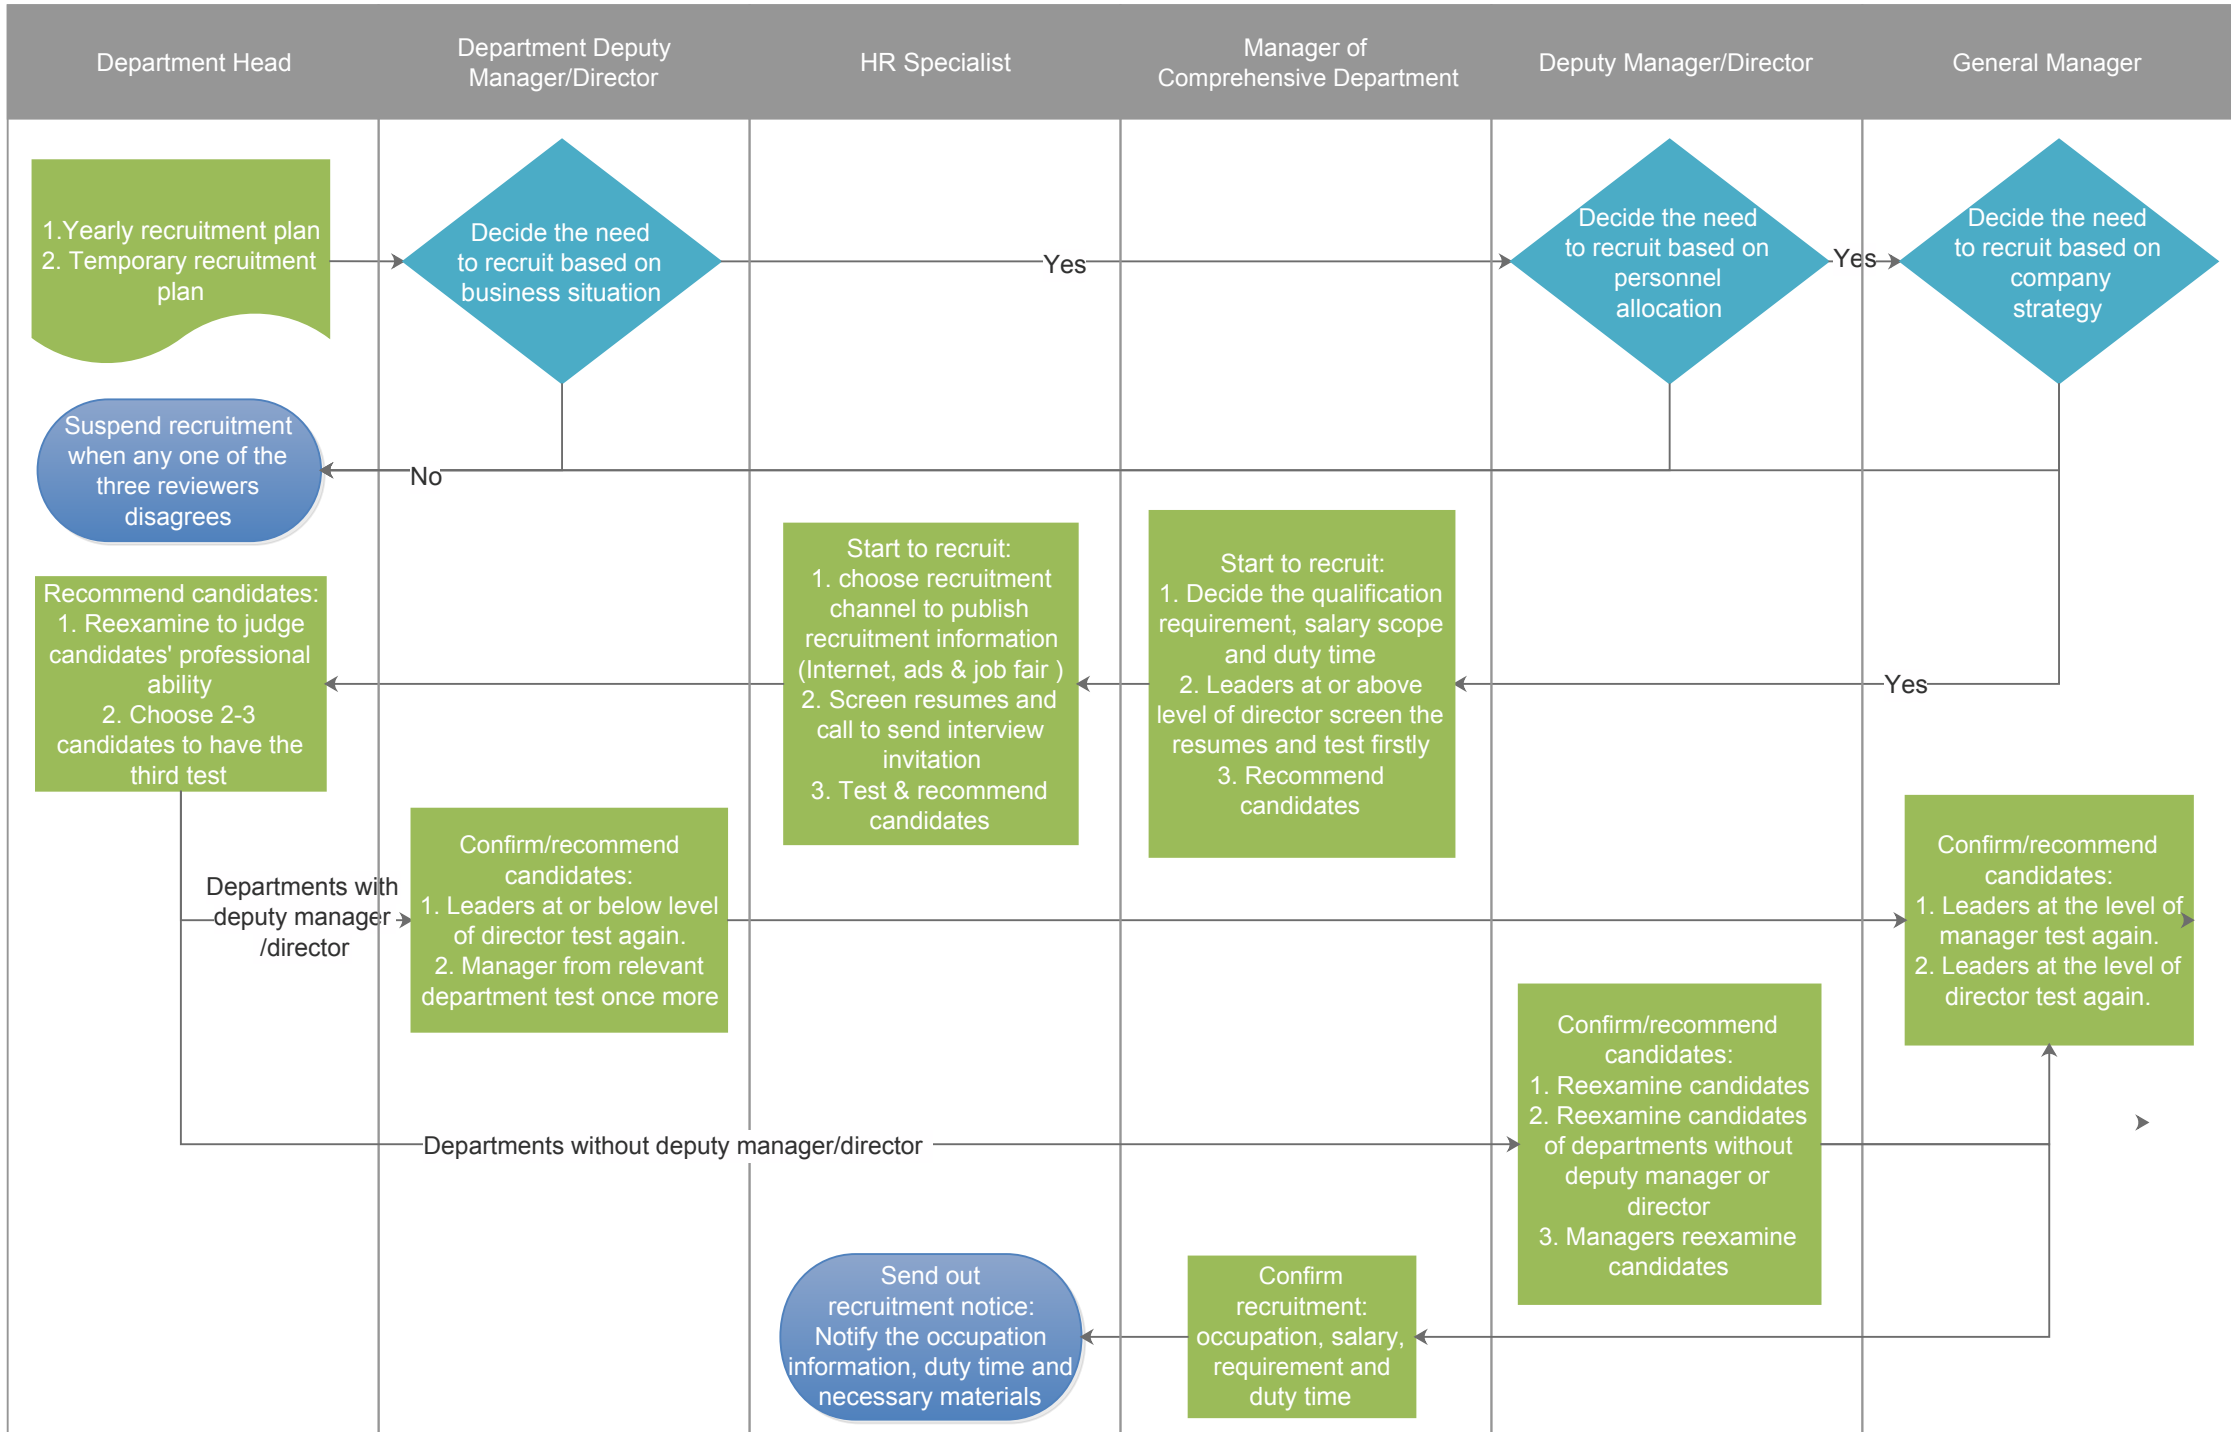 Department Head
Department Deputy
Manager/Director
HR Specialist
Manager of
Comprehensive Department
Deputy Manager/Director
General Manager
1.Yearly recruitment plan
2. Temporary recruitment
plan
Decide the need
to recruit based on
business situation
Yes
Decide the need
to recruit based on
personnel
allocation
Yes
Decide the need
to recruit based on
company
strategy
Suspend recruitment
when any one of the
three reviewers
disagrees
No
Recommend candidates:
1. Reexamine to judge
candidates' professional
ability
2. Choose 2-3
candidates to have the
third test
Start to recruit:
1. choose recruitment
channel to publish
recruitment information
(Internet, ads & job fair )
2. Screen resumes and
call to send interview
invitation
3. Test & recommend
candidates
Start to recruit:
1. Decide the qualification
requirement, salary scope
and duty time
2. Leaders at or above
level of director screen the
resumes and test firstly
3. Recommend
candidates
Yes
Departments with
deputy manager
/director
Confirm/recommend
candidates:
1. Leaders at or below level
of director test again.
2. Manager from relevant
department test once more
Confirm/recommend
candidates:
1. Leaders at the level of
manager test again.
2. Leaders at the level of
director test again.
Departments without deputy manager/director
Confirm/recommend
candidates:
1. Reexamine candidates
2. Reexamine candidates
of departments without
deputy manager or
director
3. Managers reexamine
candidates
Send out
recruitment notice:
Notify the occupation
information, duty time and
necessary materials
Confirm
recruitment:
occupation, salary,
requirement and
duty time